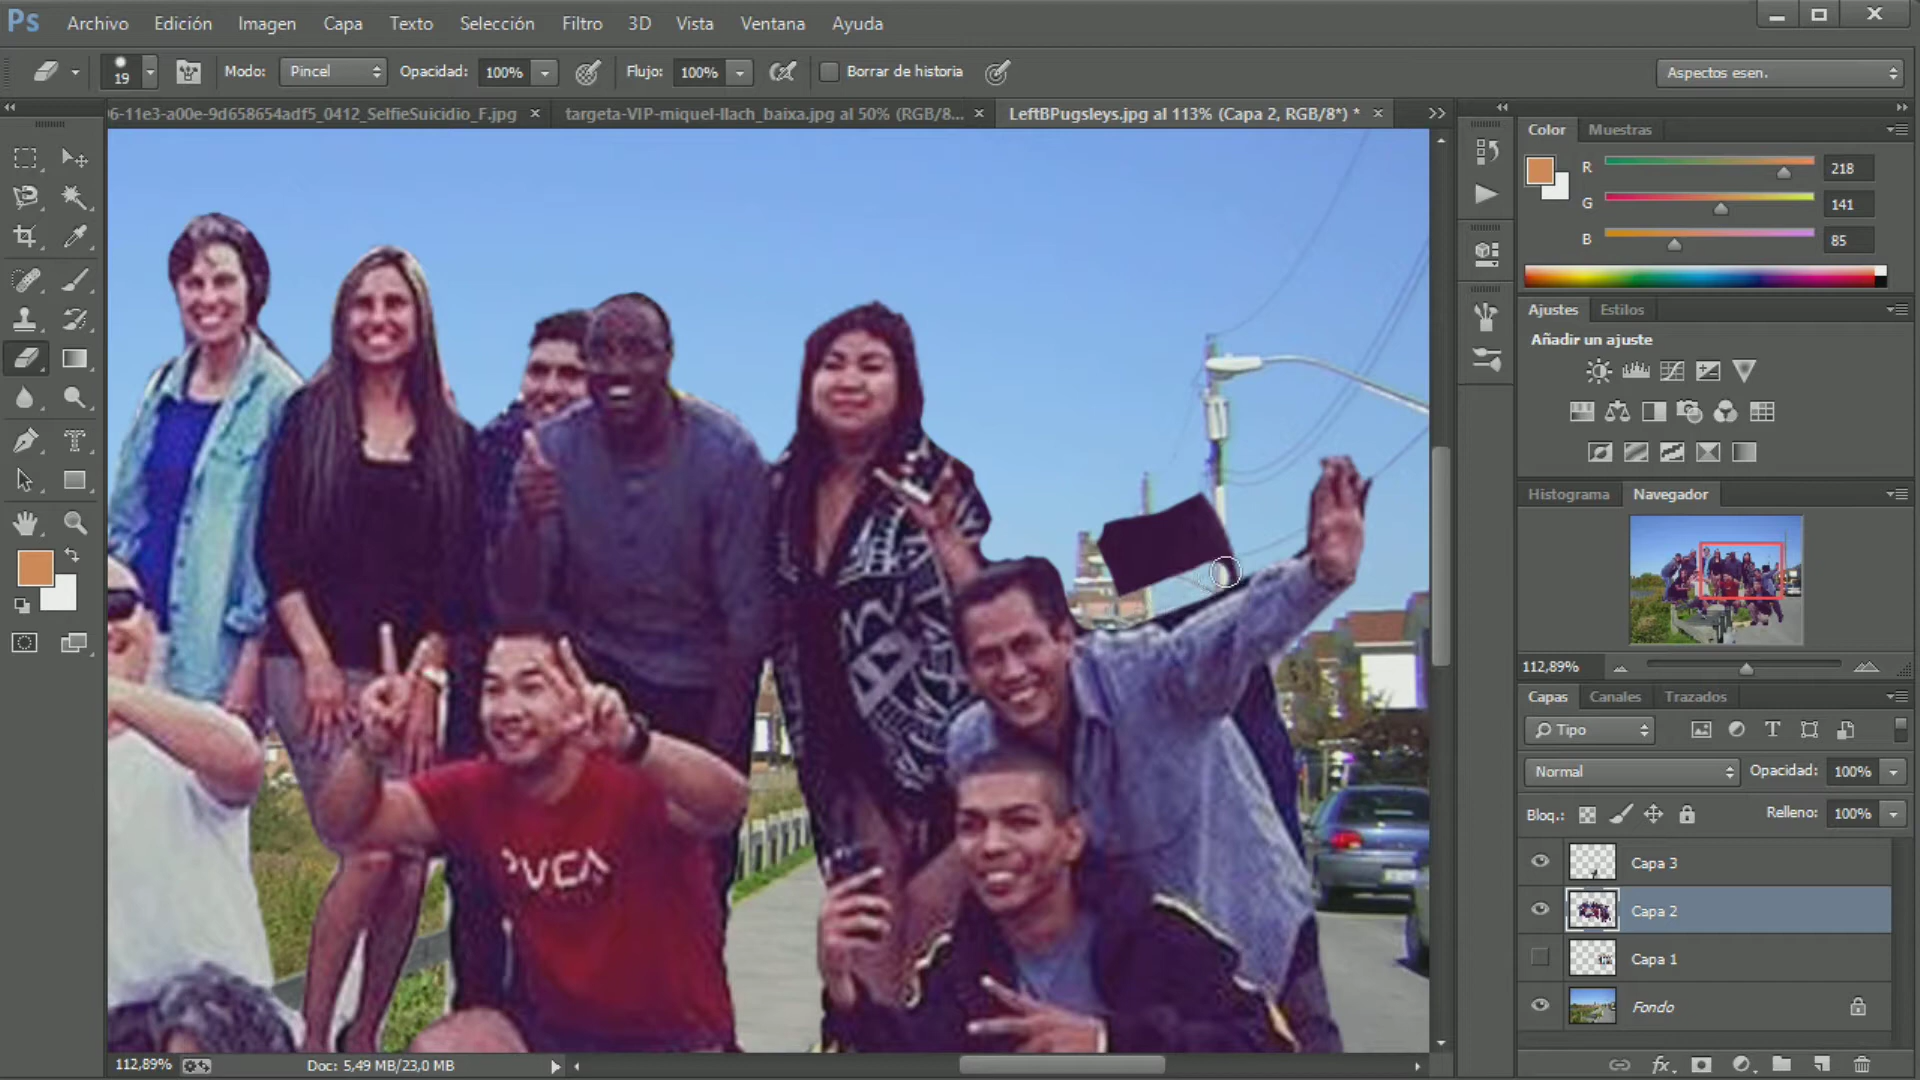 Ps Archivo Edición Imagen Capa Texto Selección Filtro 3D Vista Ventana Ayuda
19 Modo: Pincel Opacidad: 100% Flujo: 100% Borrar de historia Aspectos esen.
6-11e3-a00e-9d658654adf5_0412_SelfieSuicidio_F.jpg × targeta-VIP-miquel-llach_baixa.jpg al 50% (RGB/8... × LeftBPugsleys.jpg al 113% (Capa 2, RGB/8*) * ×
Color Muestras
R 218
G 141
B 85
Ajustes Estilos
Añadir un ajuste
Histograma Navegador
112,89%
Capas Canales Trazados
Tipo
Normal Opacidad: 100%
Bloq.: Relleno: 100%
Capa 3
Capa 2
Capa 1
Fondo
RVCA
112,89% Doc: 5,49 MB/23,0 MB